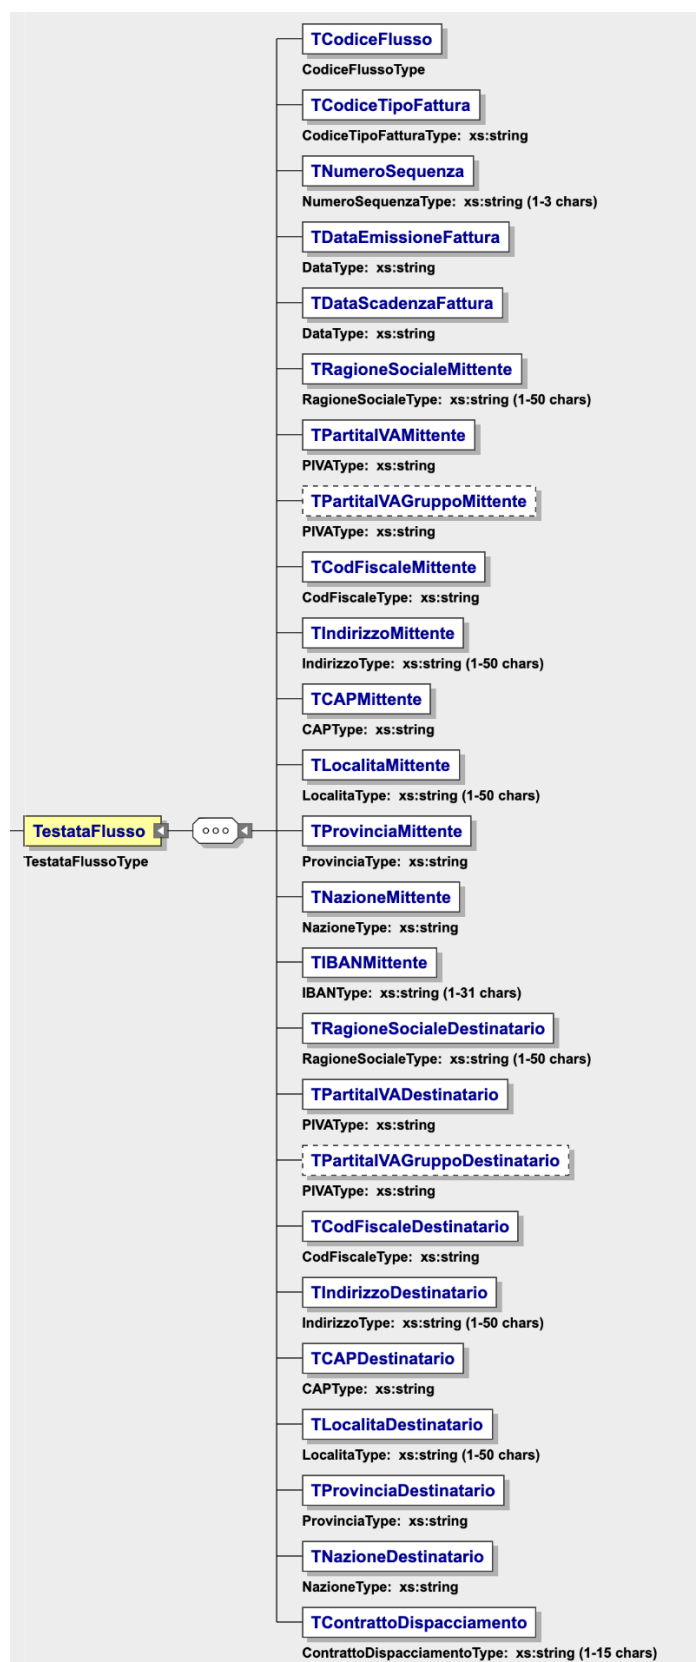 TCodiceFlusso
CodiceFlussoType
TCodiceTipoFattura
CodiceTipoFatturaType: xs:string
TNumeroSequenza
NumeroSequenzaType: xs:string (1-3 chars)
TDataEmissioneFattura
DataType: xs:string
TDataScadenzaFattura
DataType: xs:string
TRagioneSocialeMittente
RagioneSocialeType: xs:string (1-50 chars)
TPartitaIVAMittente
PIVAType: xs:string
TPartitaIVAGruppoMittente
PIVAType: xs:string
TCodFiscaleMittente
CodFiscaleType: xs:string
TIndirizzoMittente
IndirizzoType: xs:string (1-50 chars)
TCAPMittente
CAPType: xs:string
TLocalitaMittente
LocalitaType: xs:string (1-50 chars)
TestataFlusso
TestataFlussoType
TProvinciaMittente
ProvinciaType: xs:string
TNazioneMittente
NazioneType: xs:string
TIBANMittente
IBANType: xs:string (1-31 chars)
TRagioneSocialeDestinatario
RagioneSocialeType: xs:string (1-50 chars)
TPartitaIVADestinatario
PIVAType: xs:string
TPartitaIVAGruppoDestinatario
PIVAType: xs:string
TCodFiscaleDestinatario
CodFiscaleType: xs:string
TIndirizzoDestinatario
IndirizzoType: xs:string (1-50 chars)
TCAPDestinatario
CAPType: xs:string
TLocalitaDestinatario
LocalitaType: xs:string (1-50 chars)
TProvinciaDestinatario
ProvinciaType: xs:string
TNazioneDestinatario
NazioneType: xs:string
TContrattoDispacciamento
ContrattoDispacciamentoType: xs:string (1-15 chars)